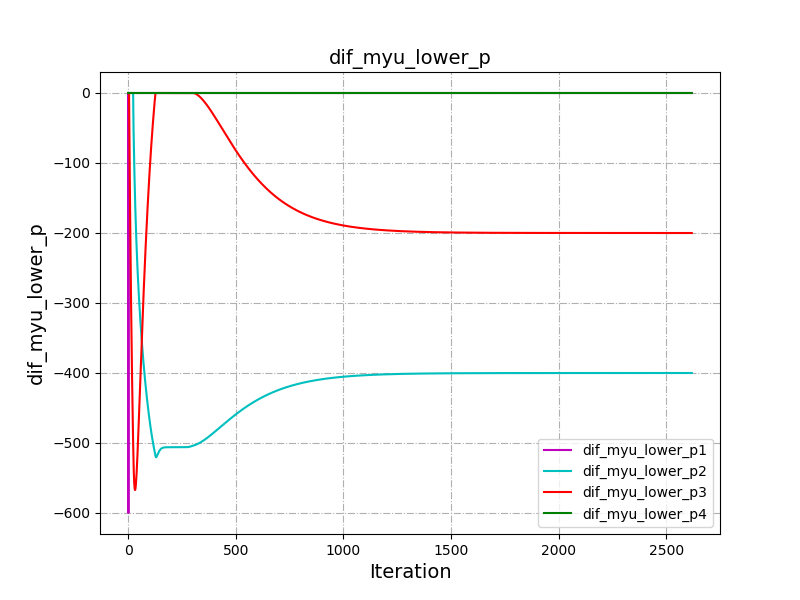 dif_myu_lower_p
dif_myu_lower_p
0
−100
−200
−300
−400
−500
−600
0
500
1000
1500
2000
2500
Iteration
dif_myu_lower_p1
dif_myu_lower_p2
dif_myu_lower_p3
dif_myu_lower_p4